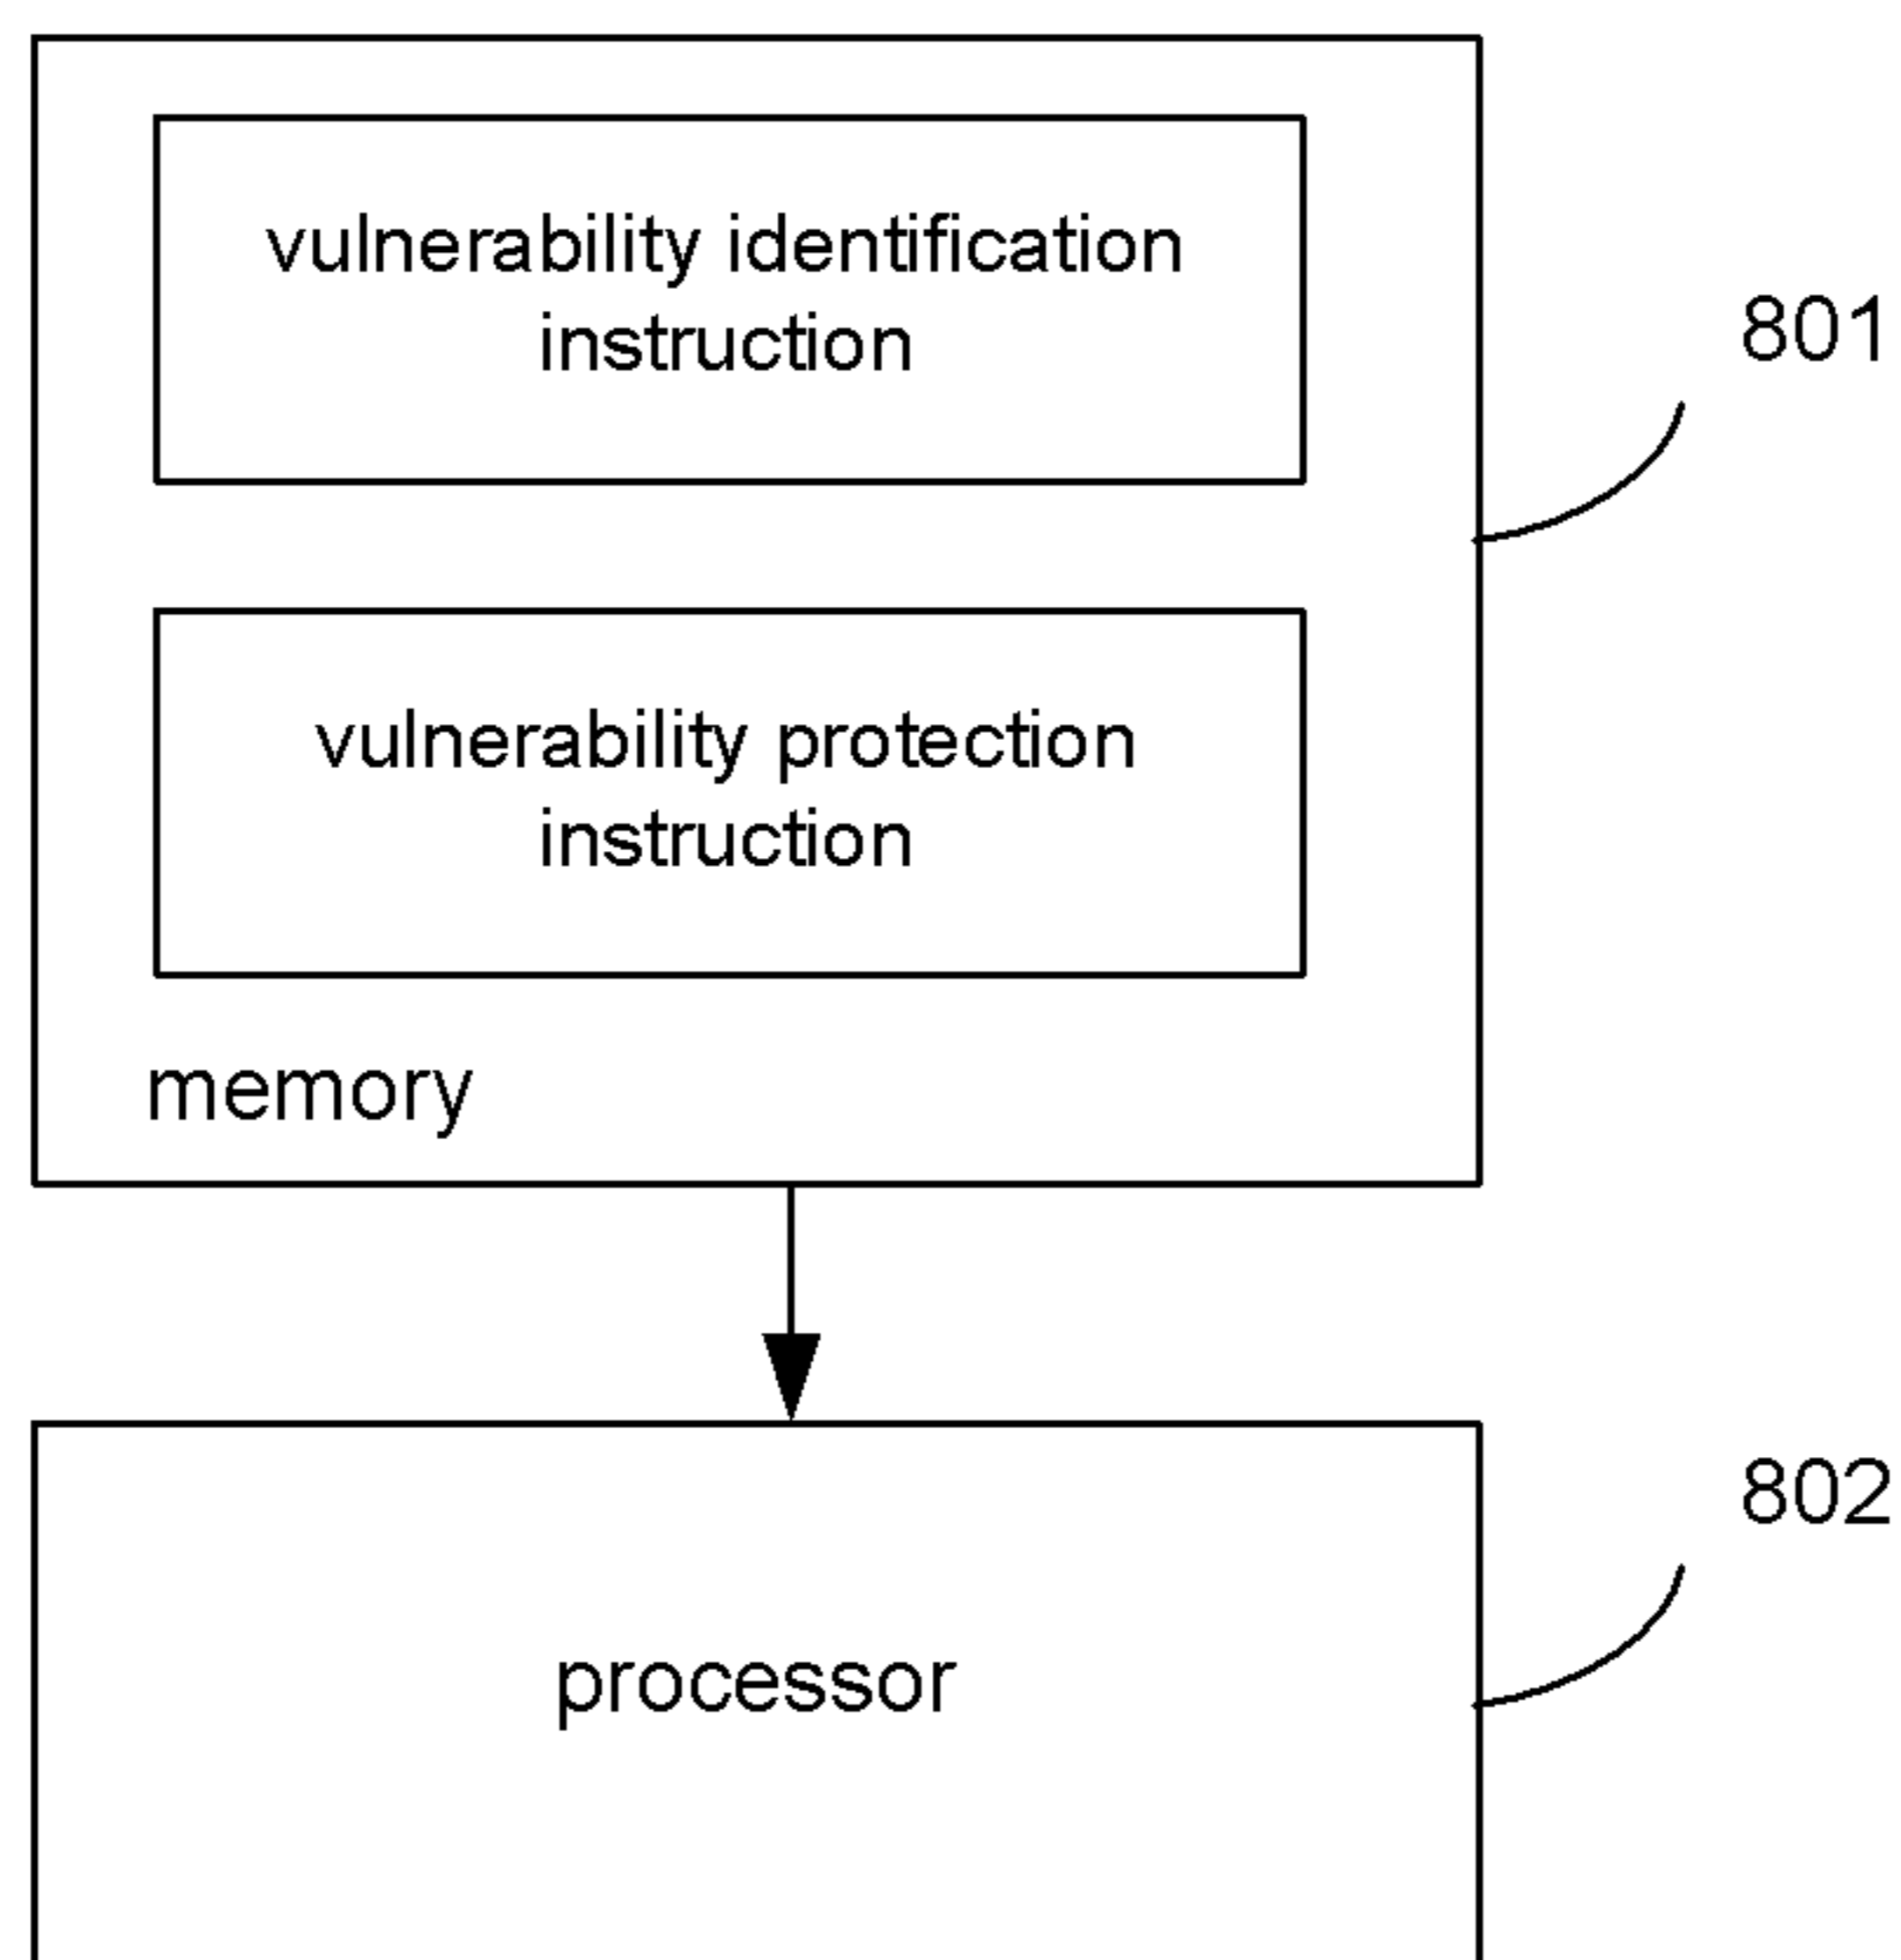 vulnerability identification
instruction
801
vulnerability protection
instruction
memory
802
processor